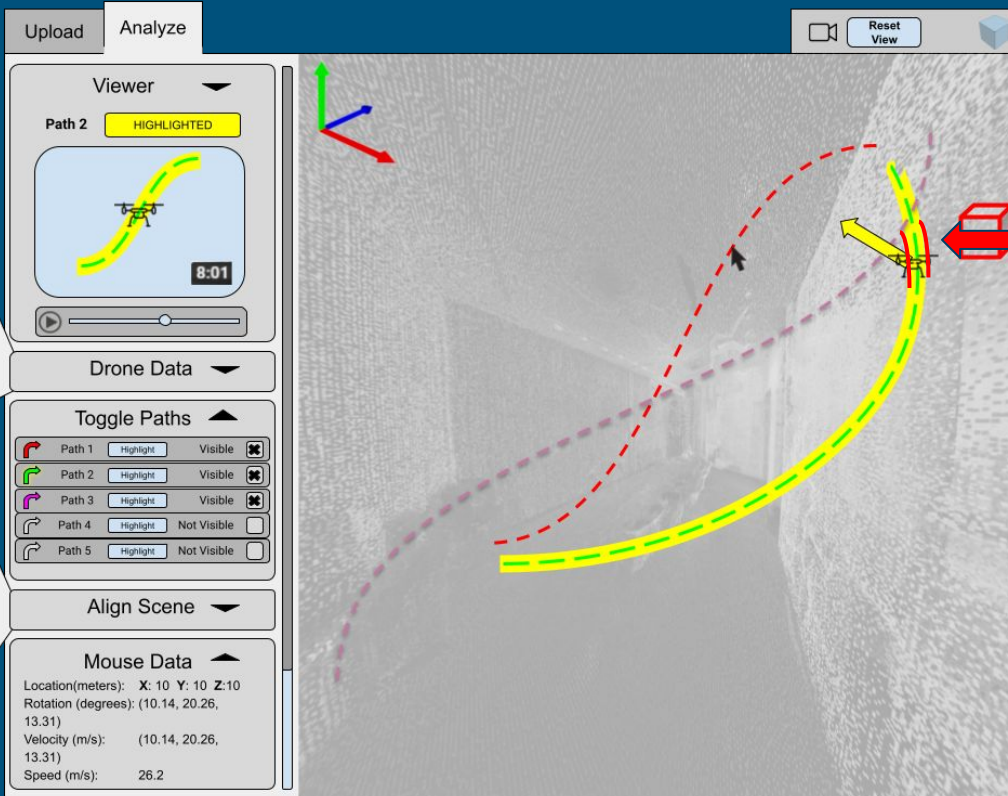 Upload
Analyze
Reset
View
Viewer
Path 2 HIGHLIGHTED
8:01
Drone Data
Toggle Paths
Path 1 Highlight Visible
Path 2 Highlight Visible
Path 3 Highlight Visible
Path 4 Highlight Not Visible
Path 5 Highlight Not Visible
Align Scene
Mouse Data
Location(meters): X: 10 Y: 10 Z:10
Rotation (degrees): (10.14, 20.26,
13.31)
Velocity (m/s): (10.14, 20.26,
13.31)
Speed (m/s): 26.2